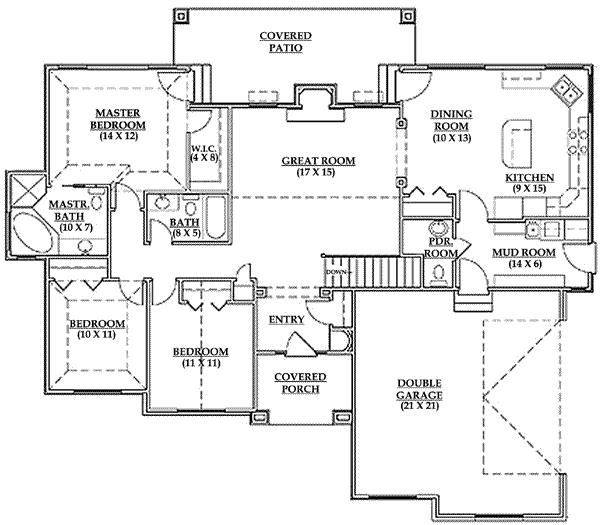 COVERED
PATIO
MASTER
BEDROOM
(14 X 12)
W.I.C.
(4 X 8)
GREAT ROOM
(17 X 15)
DINING
ROOM
(10 X 13)
KITCHEN
(9 X 15)
MASTR.
BATH
(10 X 7)
BATH
(8 X 5)
PDR.
ROOM
MUD ROOM
(14 X 6)
DOWN
BEDROOM
(10 X 11)
BEDROOM
(11 X 11)
ENTRY
COVERED
PORCH
DOUBLE
GARAGE
(21 X 21)